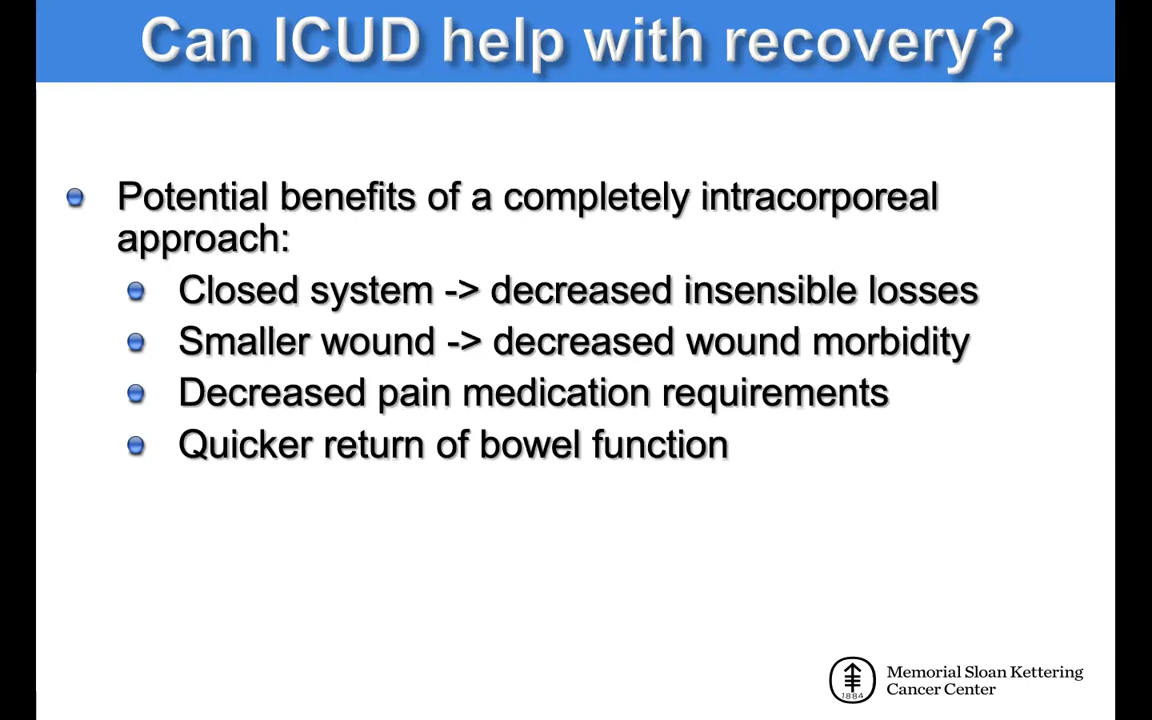 Can ICUD help with recovery?
Potential benefits of a completely intracorporeal
approach:
Closed system -> decreased insensible losses
Smaller wound -> decreased wound morbidity
Decreased pain medication requirements
Quicker return of bowel function
1884
Memorial Sloan Kettering
Cancer Center